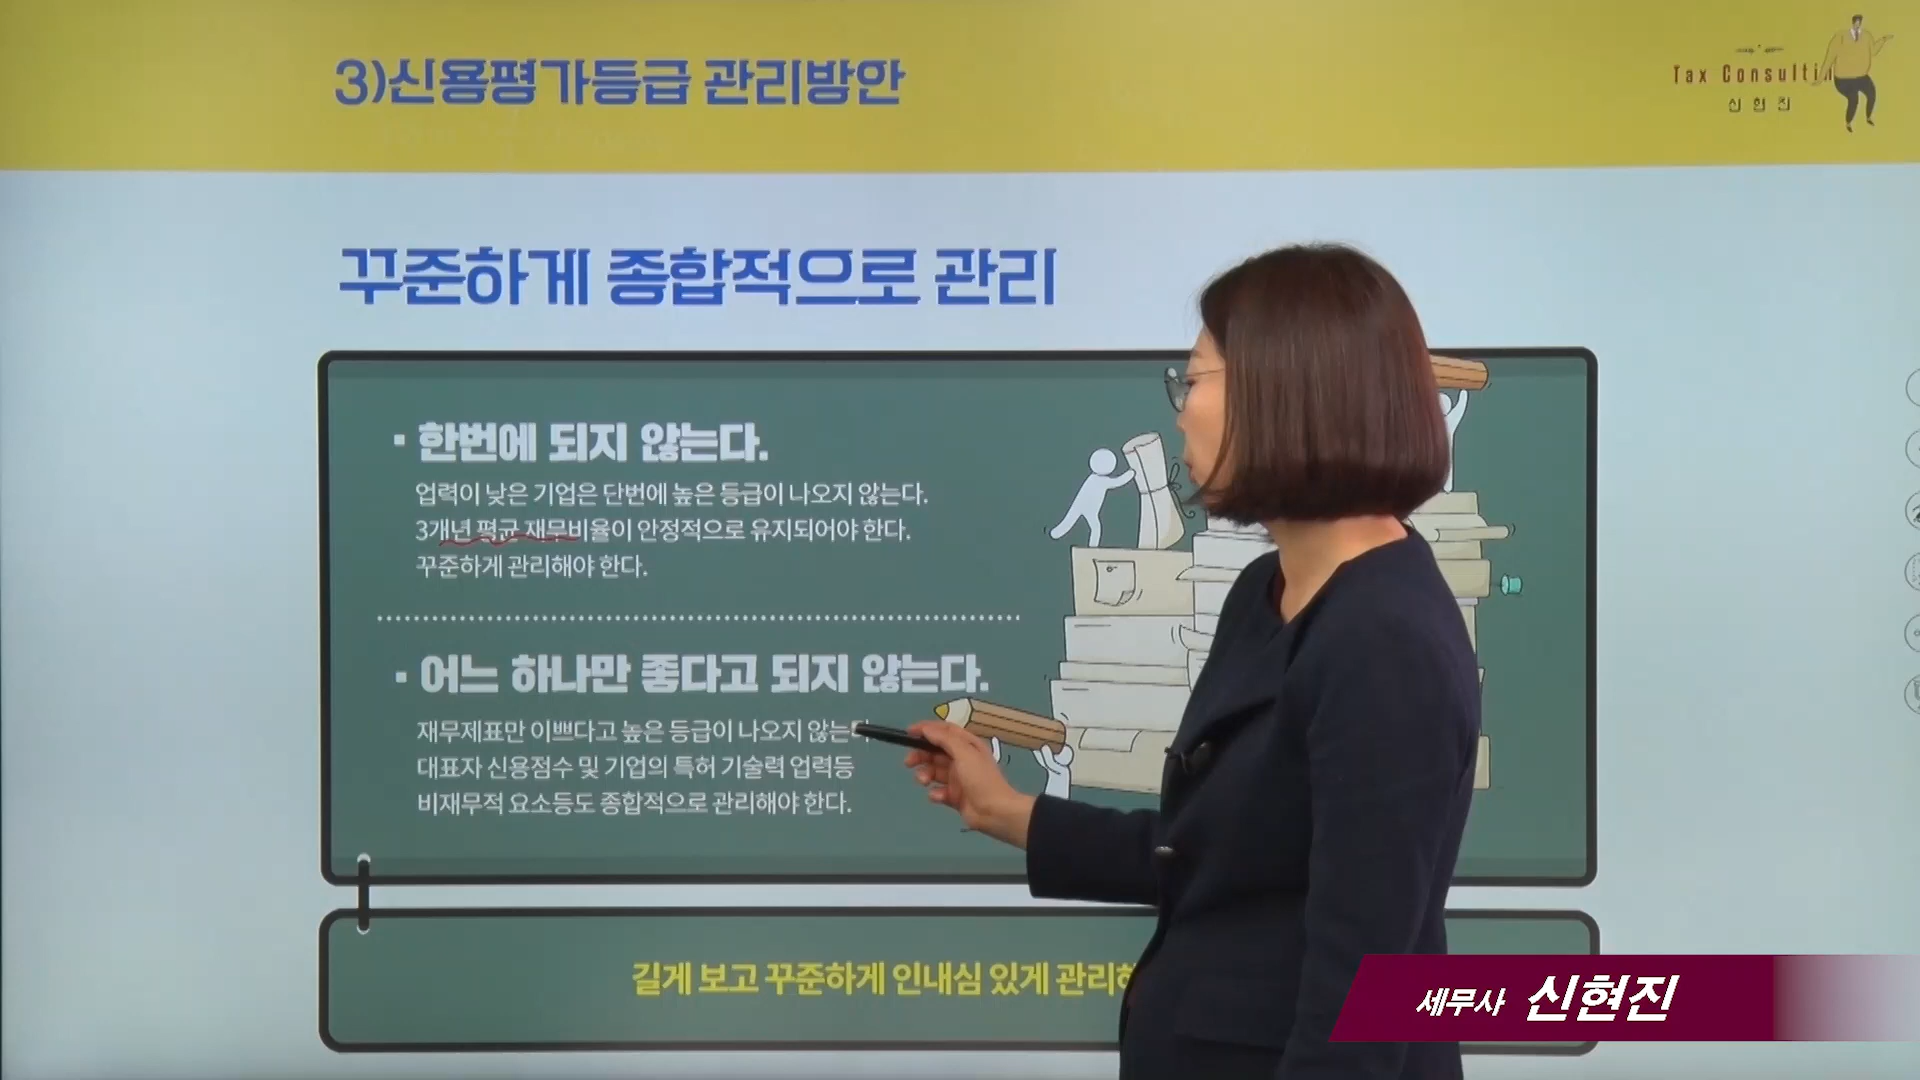 3)신용평가등급 관리방안
Tax Consultin
신 현 진
꾸준하게 종합적으로 관리
· 한번에 되지 않는다.
업력이 낮은 기업은 단번에 높은 등급이 나오지 않는다.
3개년 평균 재무비율이 안정적으로 유지되어야 한다.
꾸준하게 관리해야 한다.
· 어느 하나만 좋다고 되지 않는다.
재무제표만 이쁘다고 높은 등급이 나오지 않는다
대표자 신용점수 및 기업의 특허 기술력 업력등
비재무적 요소등도 종합적으로 관리해야 한다.
길게 보고 꾸준하게 인내심 있게 관리해
세무사 신현진